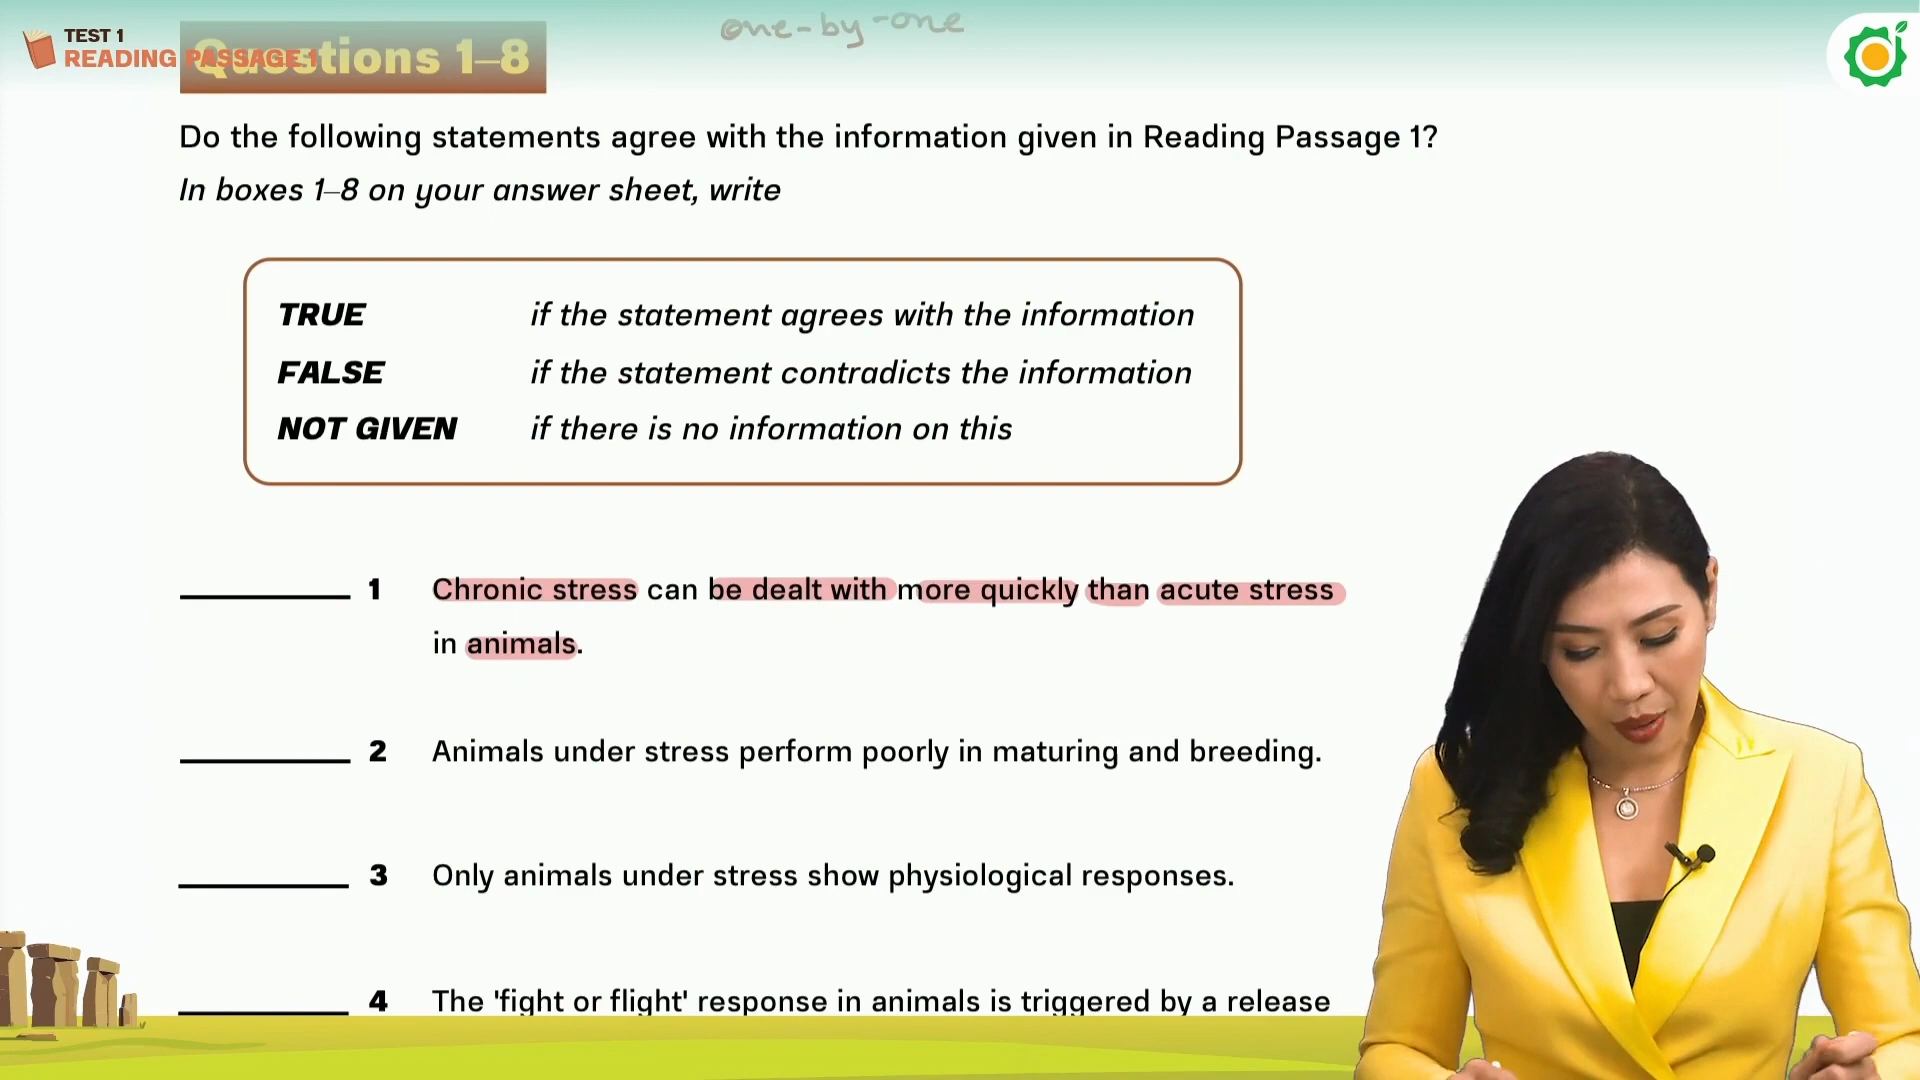 one-by-one
TEST 1
READING PASSAGE 1
Questions 1–8
Do the following statements agree with the information given in Reading Passage 1?
In boxes 1–8 on your answer sheet, write
TRUE if the statement agrees with the information
FALSE if the statement contradicts the information
NOT GIVEN if there is no information on this
1 Chronic stress can be dealt with more quickly than acute stress
in animals.
2 Animals under stress perform poorly in maturing and breeding.
3 Only animals under stress show physiological responses.
4 The 'fight or flight' response in animals is triggered by a release